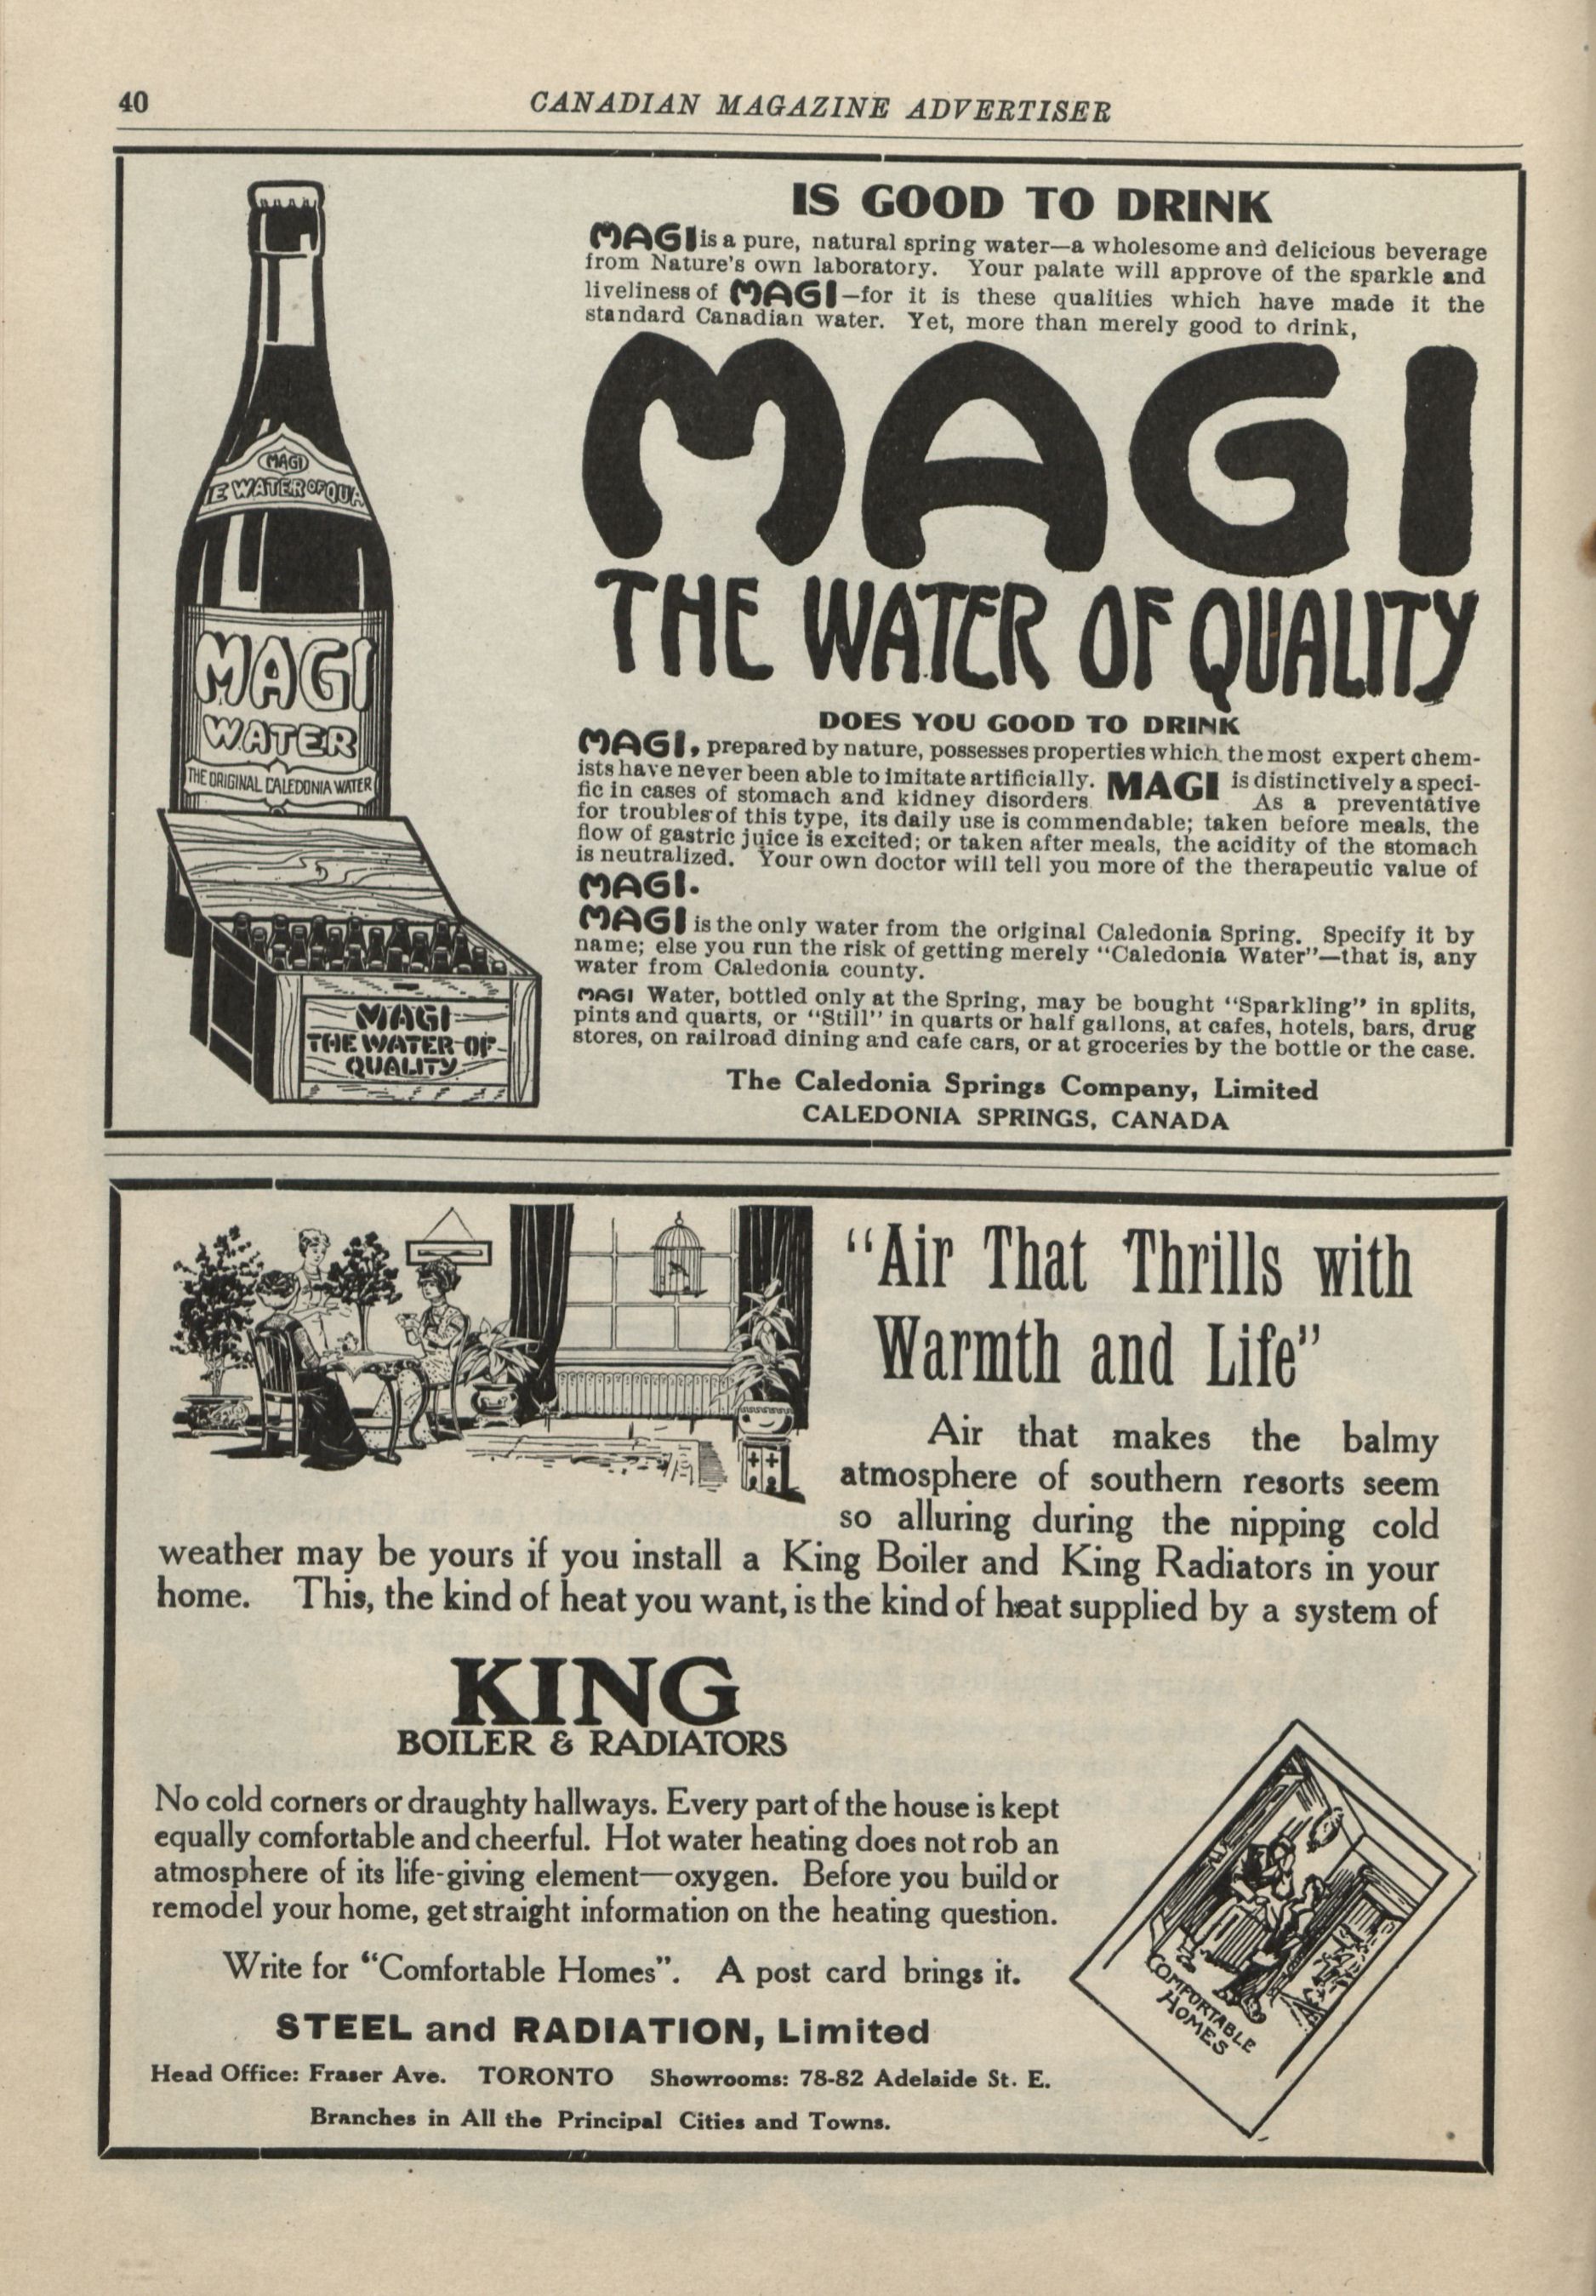 40
CANADIAN MAGAZINE ADVERTISER
MAGI
E WATER OF QUA
MAGI
WATER
THE ORIGINAL CALEDONIA WATER
MAGI
THE WATER OF
QUALITY
IS GOOD TO DRINK
MAGI is a pure, natural spring water—a wholesome and delicious beverage
from Nature's own laboratory. Your palate will approve of the sparkle and
liveliness of MAGI—for it is these qualities which have made it the
standard Canadian water. Yet, more than merely good to drink,
MAGI
THE WATER OF QUALITY
DOES YOU GOOD TO DRINK
MAGI, prepared by nature, possesses properties which the most expert chem-
ists have never been able to imitate artificially. MAGI is distinctively a speci-
fic in cases of stomach and kidney disorders. As a preventative
for troubles of this type, its daily use is commendable; taken before meals, the
flow of gastric juice is excited; or taken after meals, the acidity of the stomach
is neutralized. Your own doctor will tell you more of the therapeutic value of
MAGI.
MAGI is the only water from the original Caledonia Spring. Specify it by
name; else you run the risk of getting merely "Caledonia Water"—that is, any
water from Caledonia county.
MAGI Water, bottled only at the Spring, may be bought "Sparkling" in splits,
pints and quarts, or "Still" in quarts or half gallons, at cafes, hotels, bars, drug
stores, on railroad dining and cafe cars, or at groceries by the bottle or the case.
The Caledonia Springs Company, Limited
CALEDONIA SPRINGS, CANADA
"Air That Thrills with
Warmth and Life"
Air that makes the balmy
atmosphere of southern resorts seem
so alluring during the nipping cold
weather may be yours if you install a King Boiler and King Radiators in your
home. This, the kind of heat you want, is the kind of heat supplied by a system of
KING
BOILER & RADIATORS
No cold corners or draughty hallways. Every part of the house is kept
equally comfortable and cheerful. Hot water heating does not rob an
atmosphere of its life-giving element—oxygen. Before you build or
remodel your home, get straight information on the heating question.
Write for "Comfortable Homes". A post card brings it.
COMFORTABLE
HOMES
STEEL and RADIATION, Limited
Head Office: Fraser Ave. TORONTO Showrooms: 78-82 Adelaide St. E.
Branches in All the Principal Cities and Towns.